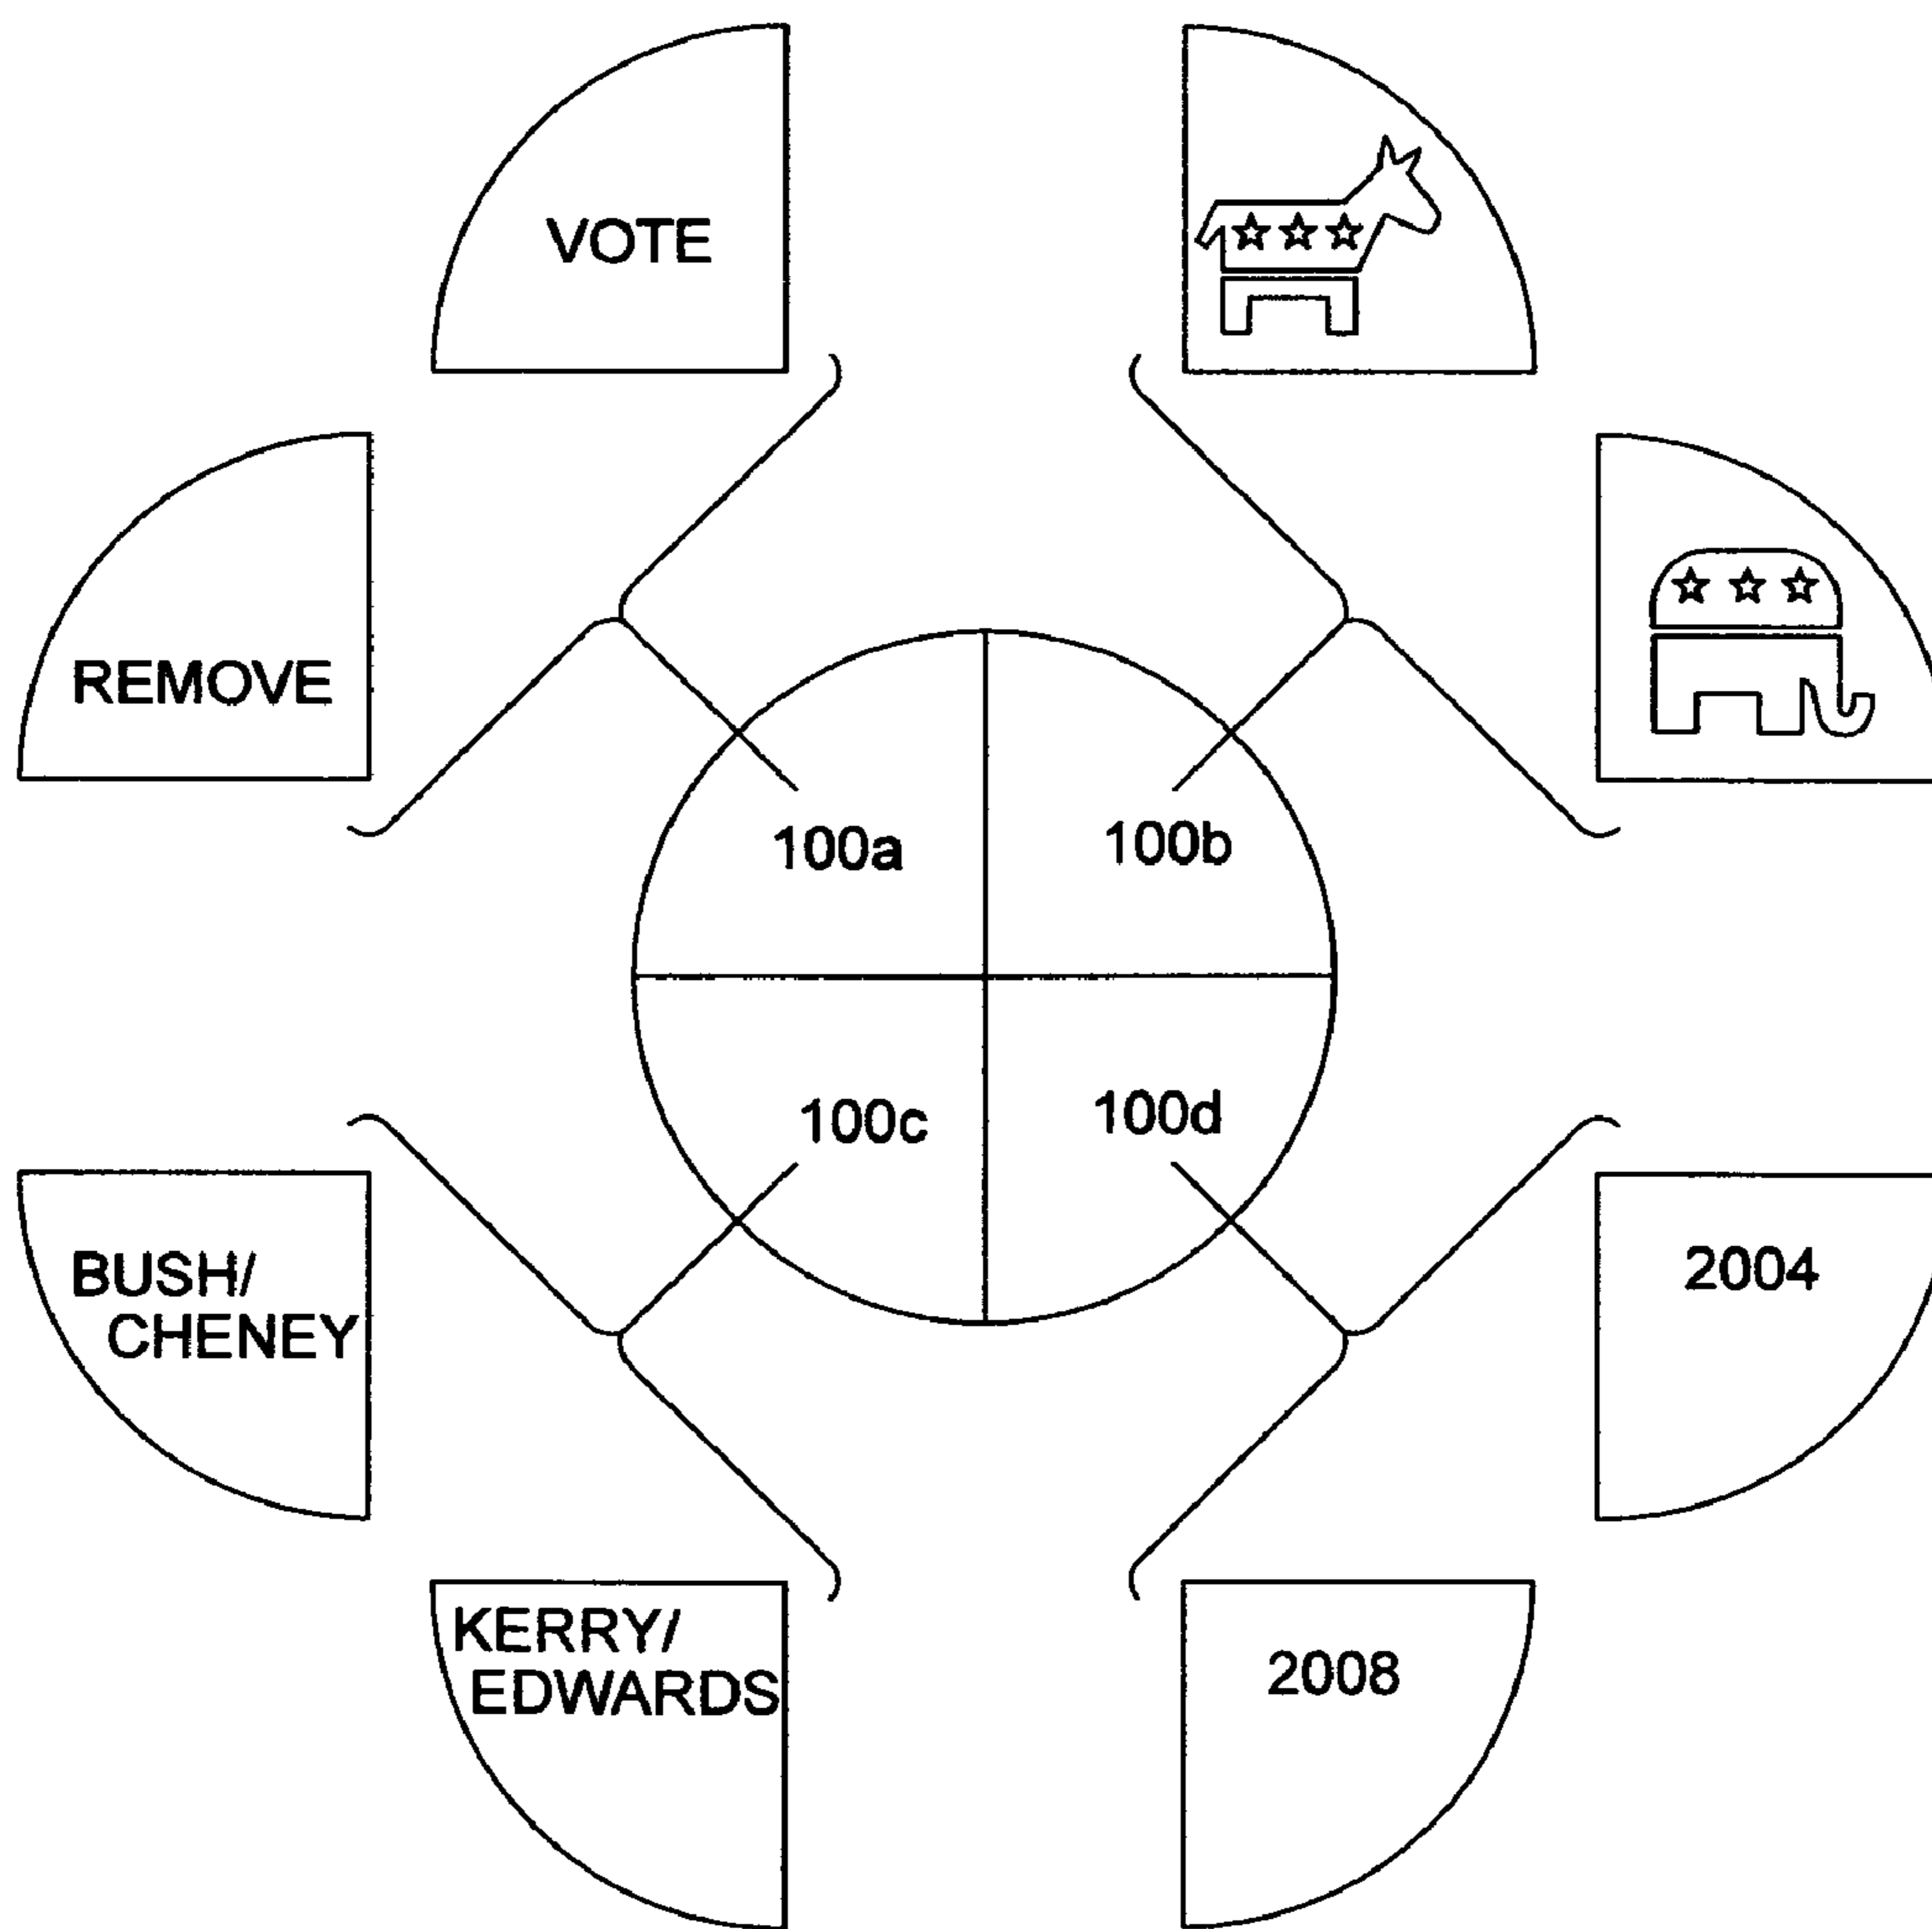 VOTE
REMOVE
100a
100b
100c
100d
BUSH/
CHENEY
2004
KERRY/
EDWARDS
2008